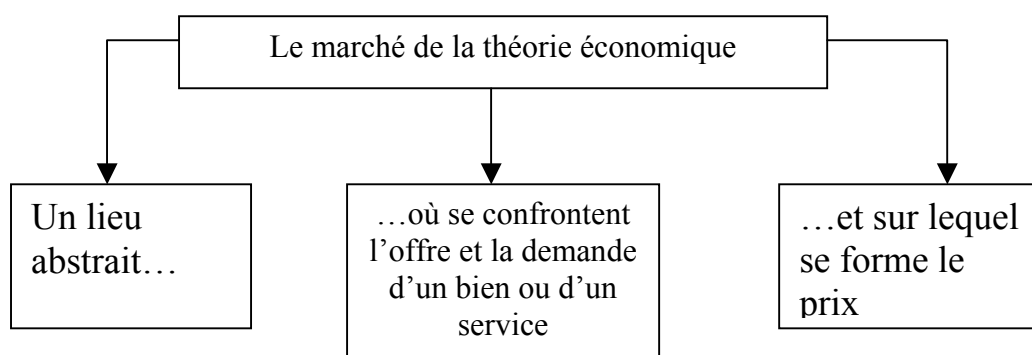 Le marché de la théorie économique
Un lieu
abstrait…
…où se confrontent
l’offre et la demande
d’un bien ou d’un
service
…et sur lequel
se forme le
prix